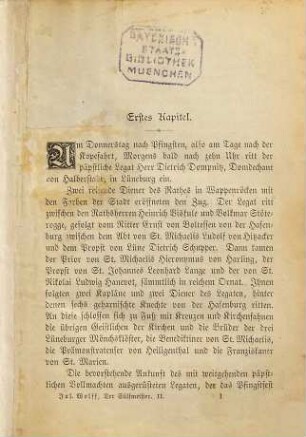 BAYERISCHE
STAATS-
BIBLIOTHEK
MUENCHEN
Erstes Kapitel.
Am Donnerstag nach Pfingsten, also am Tage nach der
Kopefahrt, Morgens bald nach zehn Uhr ritt der
päpstliche Legat Herr Dietrich Dompnitz, Domdechant
von Halberstadt, in Lüneburg ein.
Zwei reitende Diener des Rathes in Wappenröcken mit
den Farben der Stadt eröffneten den Zug. Der Legat ritt
zwischen den Rathsherren Heinrich Viskule und Volkmar Stöte-
rogge, gefolgt vom Ritter Ernst von Boltessen von der Hasen-
burg zwischen dem Abt von St. Michaelis Ludolf von Hitzacker
und dem Propst von Lüne Dietrich Schaper. Dann kamen
der Prior von St. Michaelis Hieronymus von Harling, der
Propst von St. Johannes Leonhard Lange und der von St.
Nikolai Ludwig Hancrot, sämmtlich in reichem Ornat. Ihnen
folgten zwei Kapläne und zwei Diener des Legaten, hinter
denen sechs geharnischte Knechte von der Hasenburg ritten.
An diese schlossen sich zu Fuß mit Kreuzen und Kirchenfahnen
die übrigen Geistlichen der Kirchen und die Brüder der drei
Lüneburger Mönchsklöster, die Benediktiner von St. Michaelis,
die Prämonstratenser von Heiligenthal und die Franziskaner
von St. Marien.
Die bevorstehende Ankunft des mit weitgehenden päpst-
lichen Vollmachten ausgerüsteten Legaten, der das Pfingstfest
Jul. Wolff, Der Sülfmeister. II. 1